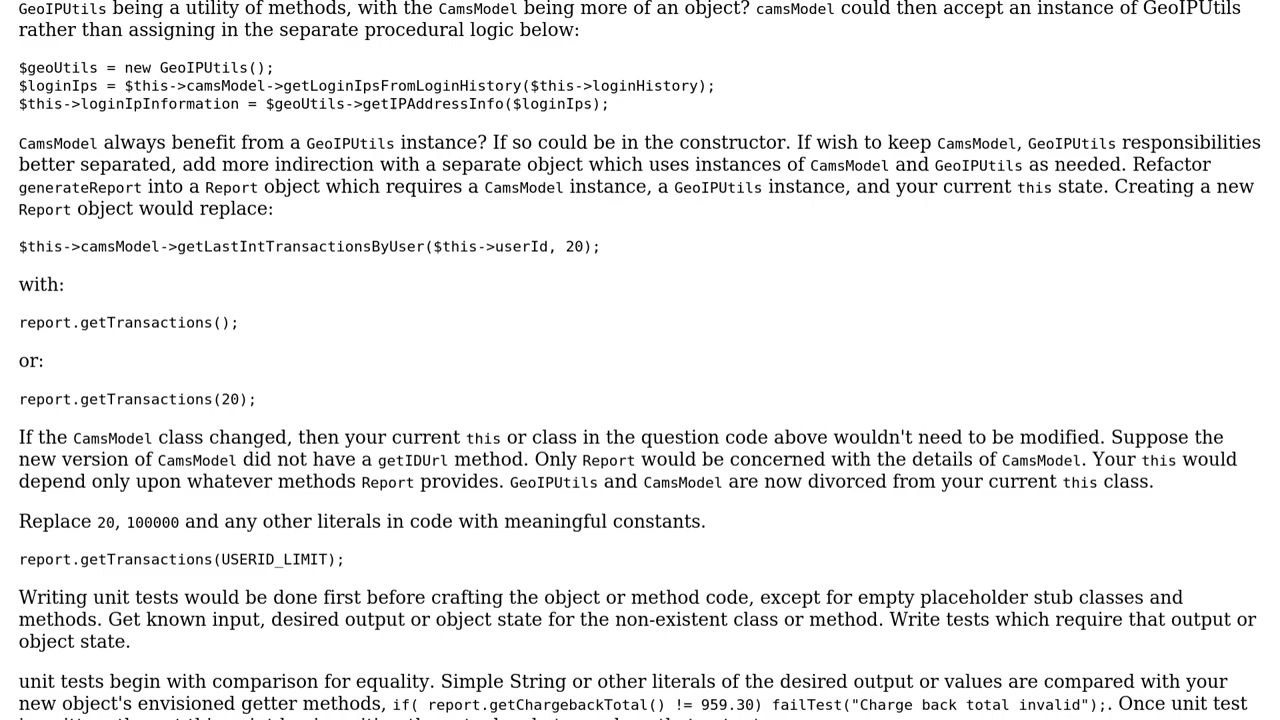 GeoIPUtils being a utility of methods, with the CamsModel being more of an object? camsModel could then accept an instance of GeoIPUtils
rather than assigning in the separate procedural logic below:
$geoUtils = new GeoIPUtils();
$loginIps = $this->camsModel->getLoginIpsFromLoginHistory($this->loginHistory);
$this->loginIpInformation = $geoUtils->getIPAddressInfo($loginIps);
CamsModel always benefit from a GeoIPUtils instance? If so could be in the constructor. If wish to keep CamsModel, GeoIPUtils responsibilities
better separated, add more indirection with a separate object which uses instances of CamsModel and GeoIPUtils as needed. Refactor
generateReport into a Report object which requires a CamsModel instance, a GeoIPUtils instance, and your current this state. Creating a new
Report object would replace:
$this->camsModel->getLastIntTransactionsByUser($this->userId, 20);
with:
report.getTransactions();
or:
report.getTransactions(20);
If the CamsModel class changed, then your current this or class in the question code above wouldn't need to be modified. Suppose the
new version of CamsModel did not have a getIDUrl method. Only Report would be concerned with the details of CamsModel. Your this would
depend only upon whatever methods Report provides. GeoIPUtils and CamsModel are now divorced from your current this class.
Replace 20, 100000 and any other literals in code with meaningful constants.
report.getTransactions(USERID_LIMIT);
Writing unit tests would be done first before crafting the object or method code, except for empty placeholder stub classes and
methods. Get known input, desired output or object state for the non-existent class or method. Write tests which require that output or
object state.
unit tests begin with comparison for equality. Simple String or other literals of the desired output or values are compared with your
new object's envisioned getter methods, if( report.getChargebackTotal() != 959.30) failTest("Charge back total invalid");. Once unit test